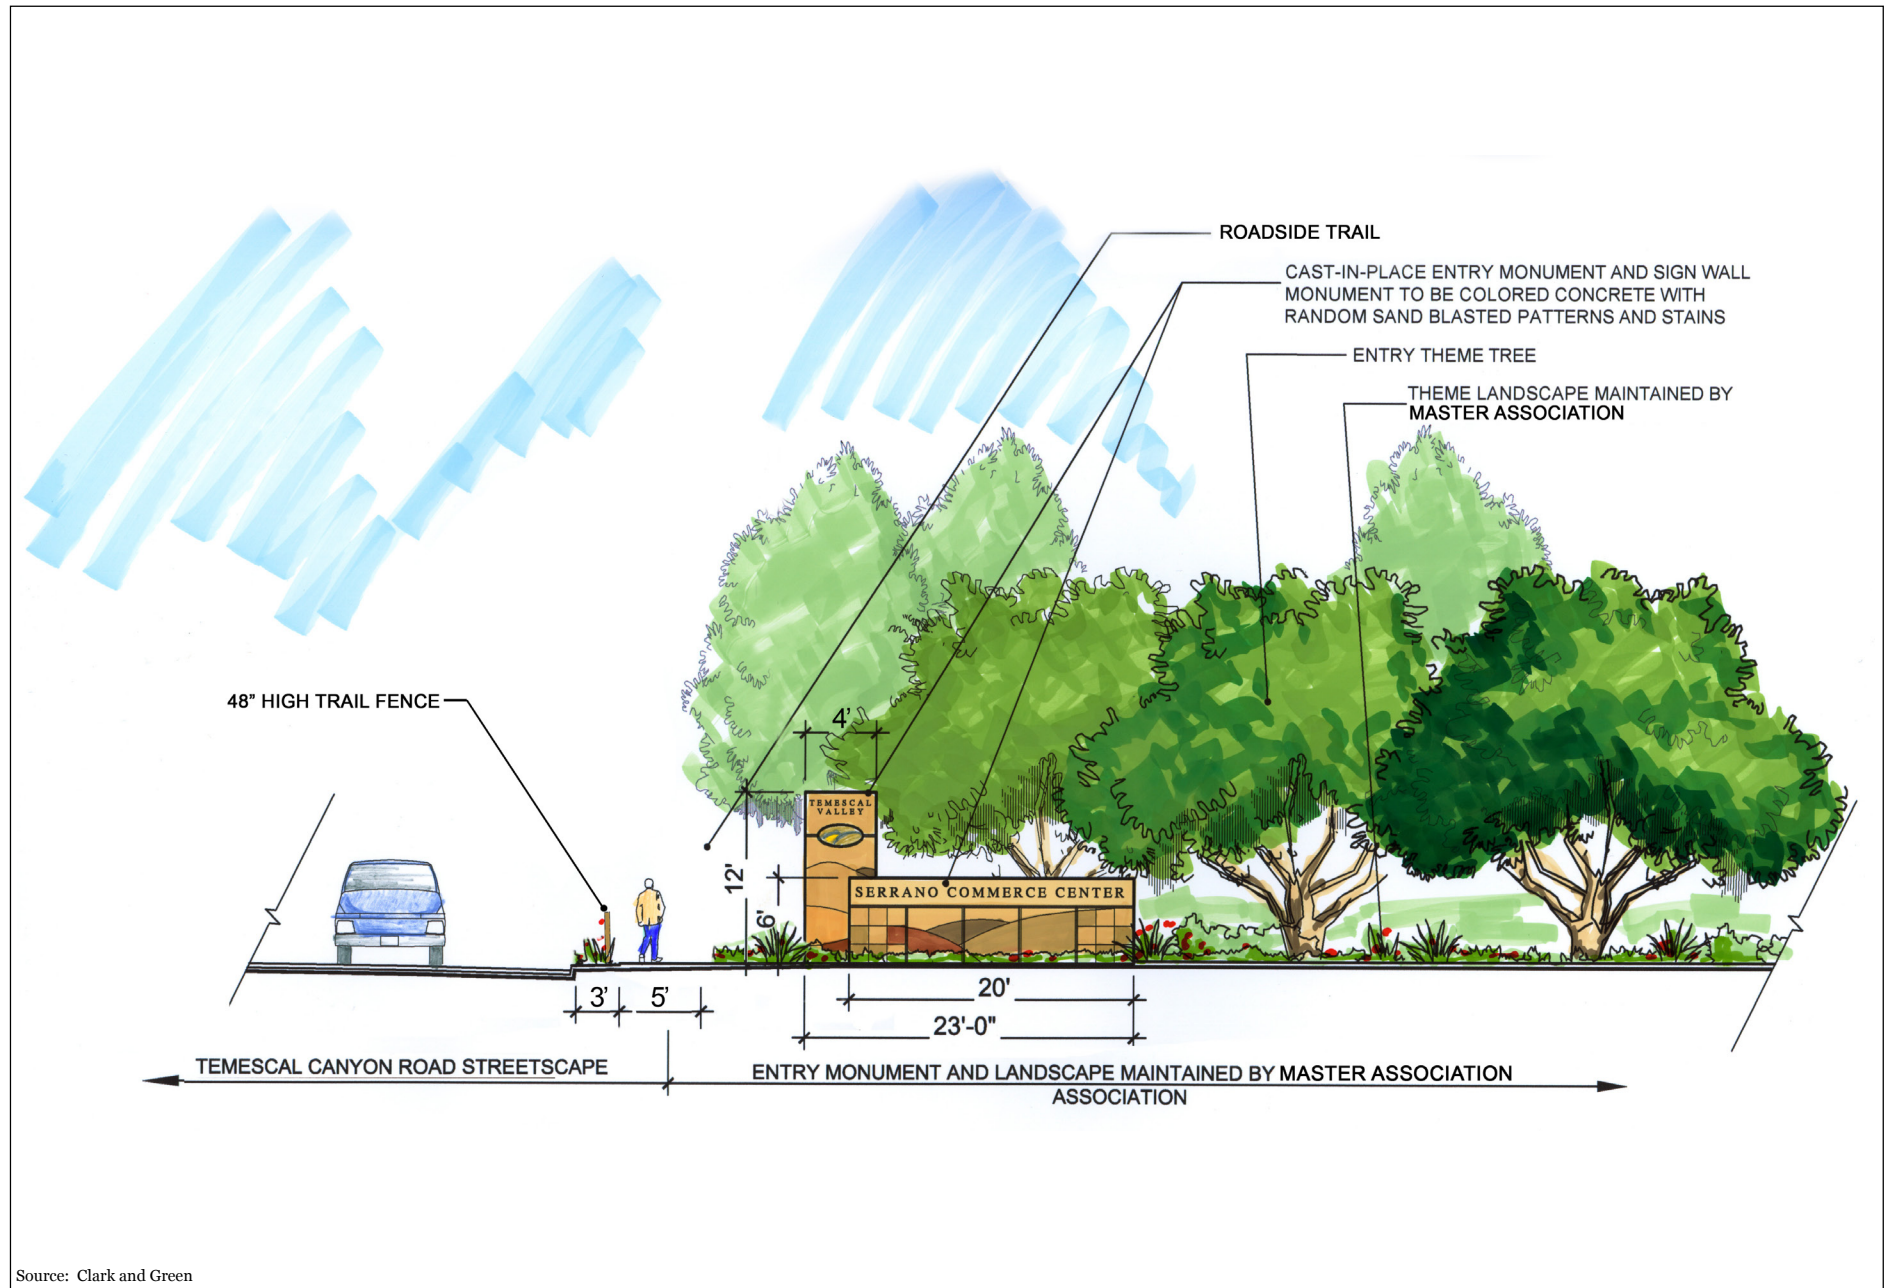 ROADSIDE TRAIL
CAST-IN-PLACE ENTRY MONUMENT AND SIGN WALL
MONUMENT TO BE COLORED CONCRETE WITH
RANDOM SAND BLASTED PATTERNS AND STAINS
ENTRY THEME TREE
THEME LANDSCAPE MAINTAINED BY
MASTER ASSOCIATION
48” HIGH TRAIL FENCE
4’
TEMESCAL
VALLEY
12'
6'
SERRANO COMMERCE CENTER
3’
5’
20'
23'-0"
TEMESCAL CANYON ROAD STREETSCAPE
ENTRY MONUMENT AND LANDSCAPE MAINTAINED BY MASTER ASSOCIATION
ASSOCIATION
Source: Clark and Green